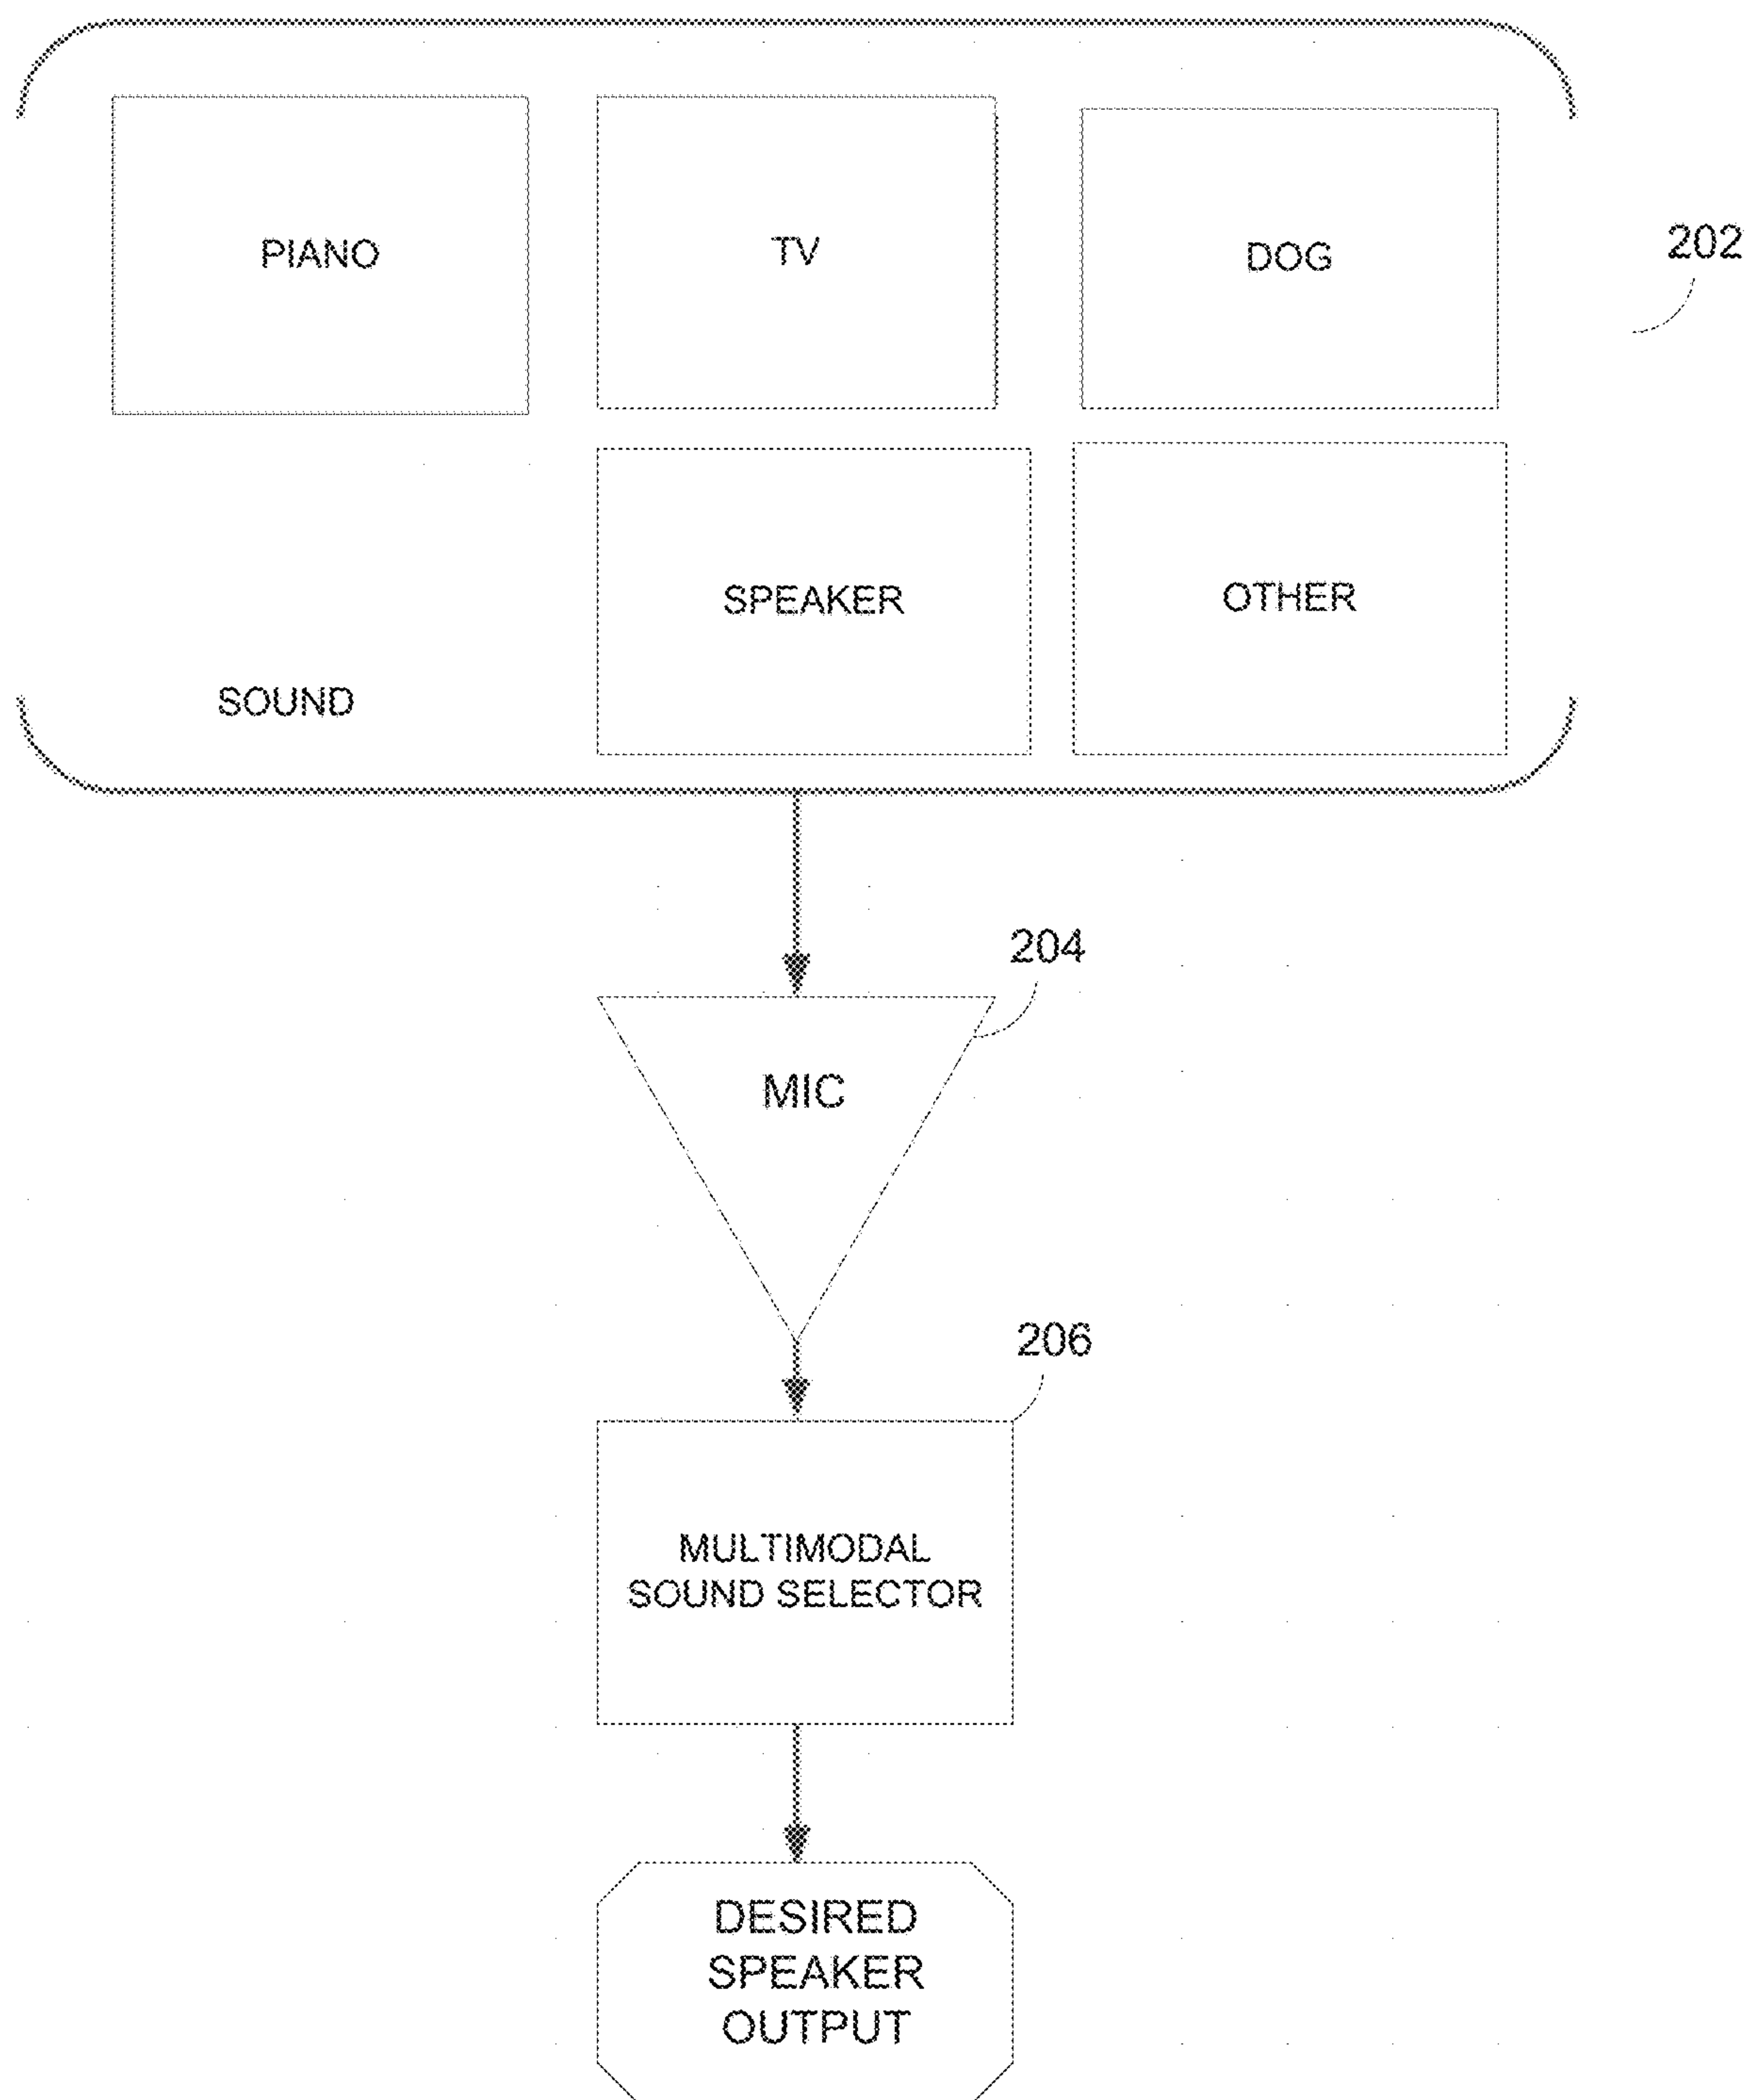 PIANO
TV
DOG
202
SPEAKER
OTHER
SOUND
204
MIC
206
MULTIMODAL
SOUND SELECTOR
DESIRED
SPEAKER
OUTPUT